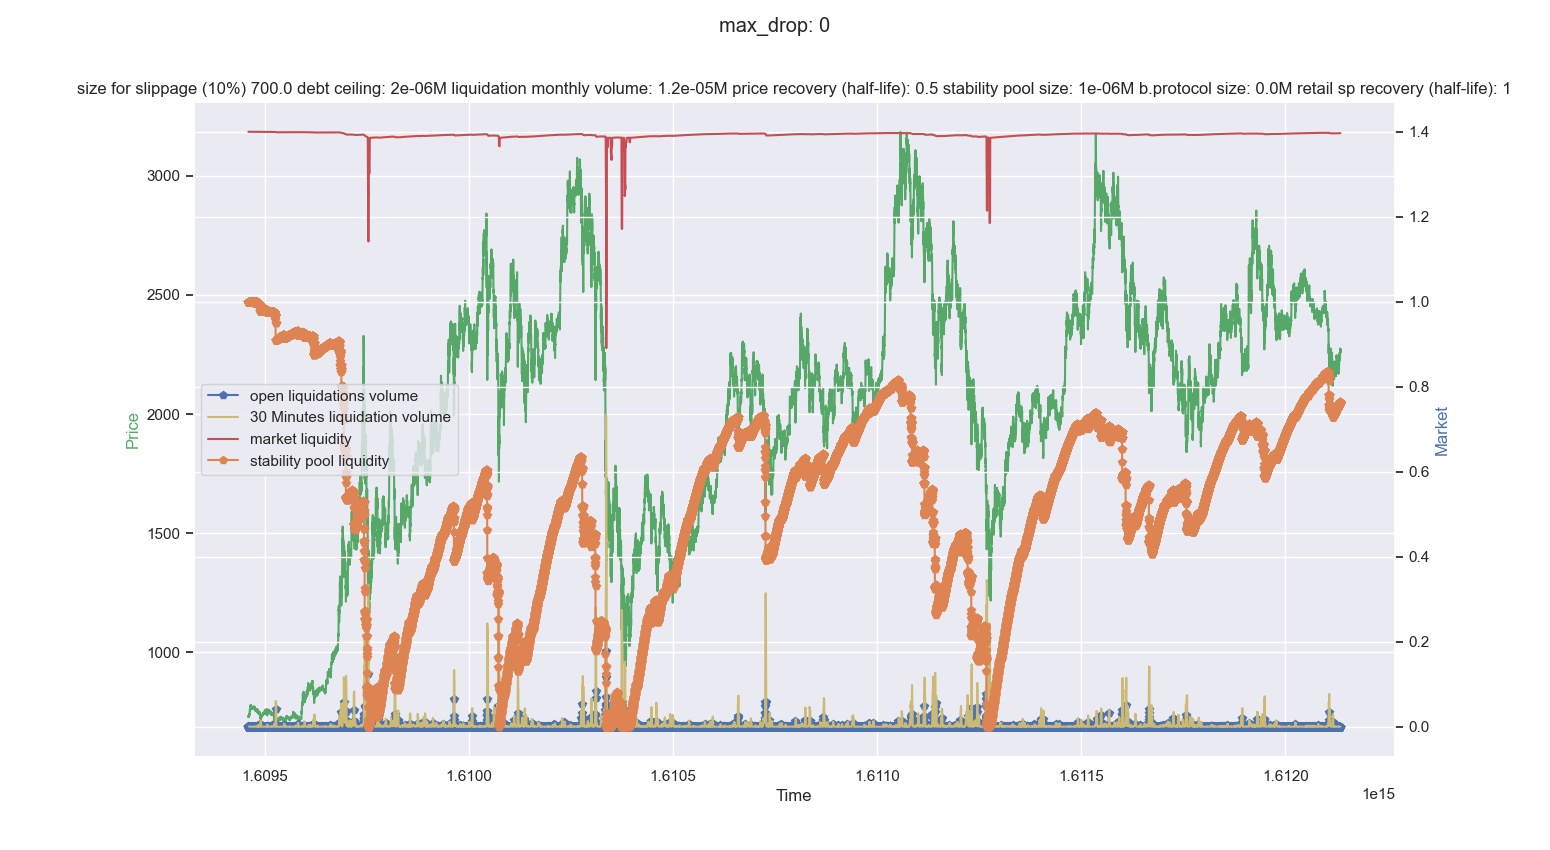 max_drop: 0
size for slippage (10%) 700.0 debt ceiling: 2e-06M liquidation monthly volume: 1.2e-05M price recovery (half-life): 0.5 stability pool size: 1e-06M b.protocol size: 0.0M retail sp recovery (half-life): 1
3000
2500
2000
1500
1000
Price
open liquidations volume
30 Minutes liquidation volume
market liquidity
stability pool liquidity
1.4
1.2
1.0
0.8
0.6
0.4
0.2
0.0
Market
1.6095 1.6100 1.6105 1.6110 1.6115 1.6120
Time
1e15